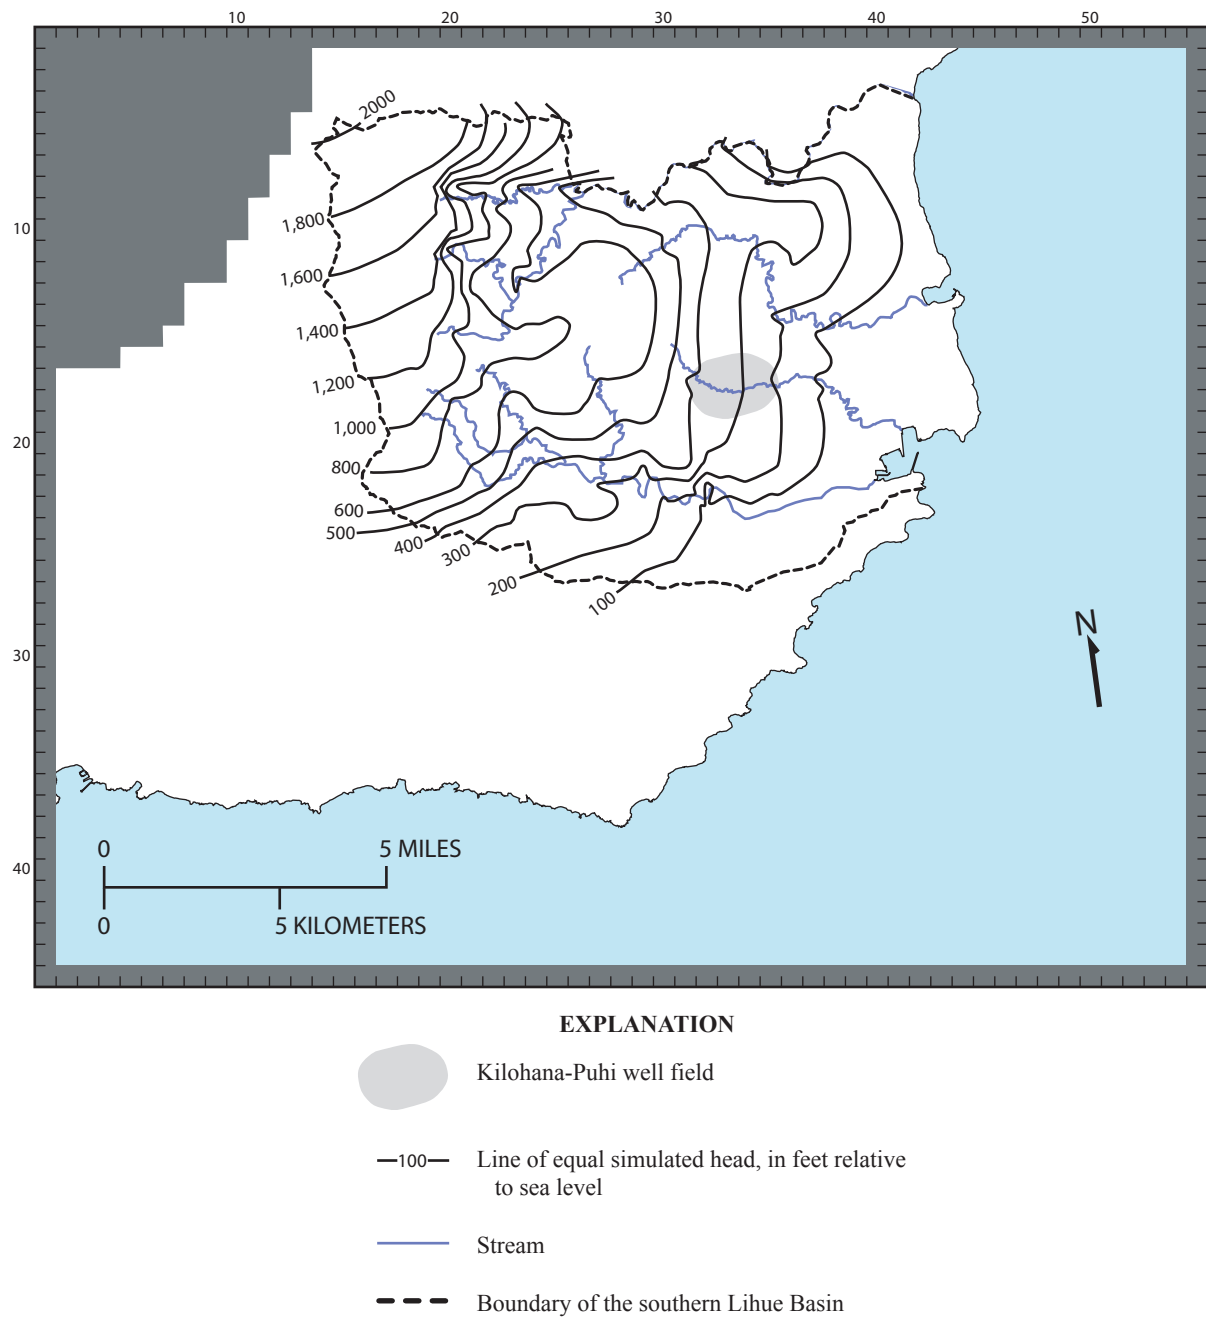 10 20 30 40 50
10
20
30
40
2000
1,800
1,600
1,400
1,200
1,000
800
600
500
400
300
200
100
N
0 5 MILES
0 5 KILOMETERS
EXPLANATION
Kilohana-Puhi well field
100 Line of equal simulated head, in feet relative
to sea level
Stream
Boundary of the southern Lihue Basin